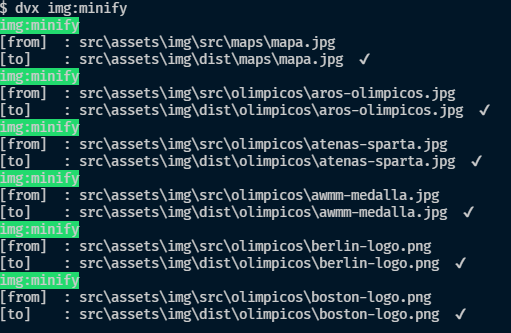 $ dvx img:minify
img:minify
[from]  : src\assets\img\src\maps\mapa.jpg
[to]    : src\assets\img\dist\maps\mapa.jpg  ✓
img:minify
[from]  : src\assets\img\src\olimpicos\aros-olimpicos.jpg
[to]    : src\assets\img\dist\olimpicos\aros-olimpicos.jpg  ✓
img:minify
[from]  : src\assets\img\src\olimpicos\atenas-sparta.jpg
[to]    : src\assets\img\dist\olimpicos\atenas-sparta.jpg  ✓
img:minify
[from]  : src\assets\img\src\olimpicos\awmm-medalla.jpg
[to]    : src\assets\img\dist\olimpicos\awmm-medalla.jpg  ✓
img:minify
[from]  : src\assets\img\src\olimpicos\berlin-logo.png
[to]    : src\assets\img\dist\olimpicos\berlin-logo.png  ✓
img:minify
[from]  : src\assets\img\src\olimpicos\boston-logo.png
[to]    : src\assets\img\dist\olimpicos\boston-logo.png  ✓